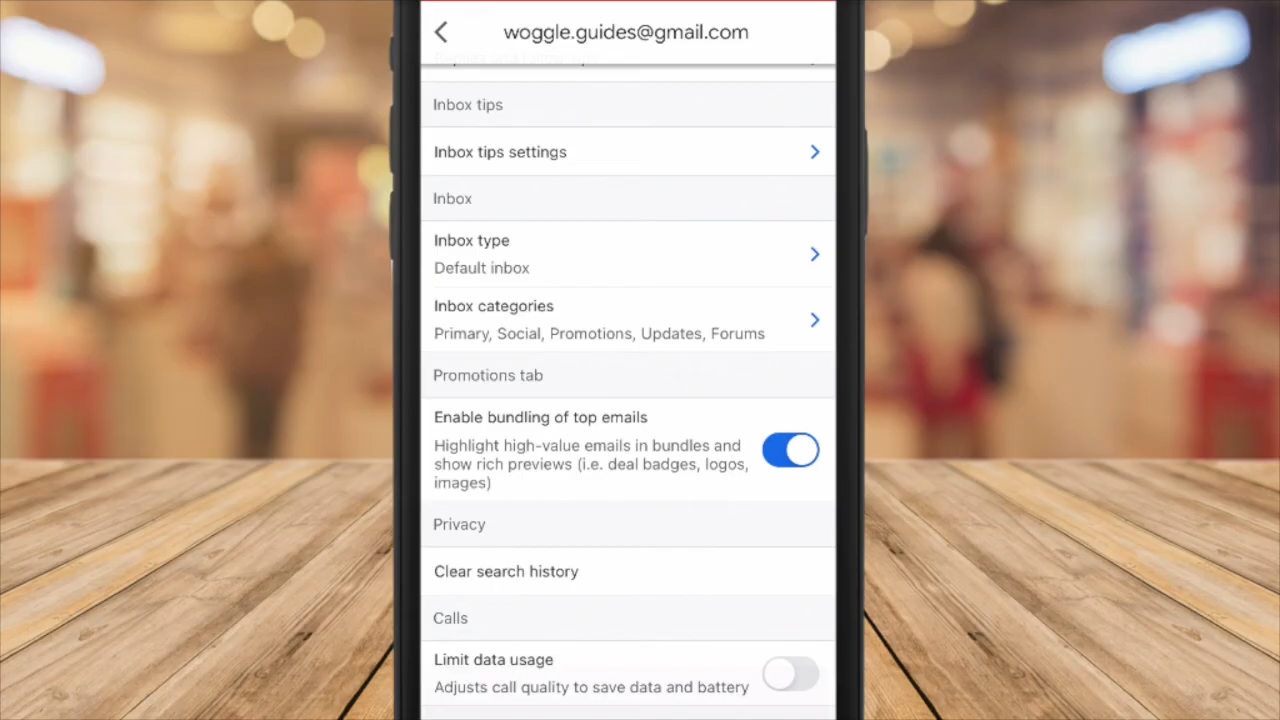 woggle.guides@gmail.com
Inbox tips
Inbox tips settings
Inbox
Inbox type
Default inbox
Inbox categories
Primary, Social, Promotions, Updates, Forums
Promotions tab
Enable bundling of top emails
Highlight high-value emails in bundles and
show rich previews (i.e. deal badges, logos,
images)
Privacy
Clear search history
Calls
Limit data usage
Adjusts call quality to save data and battery